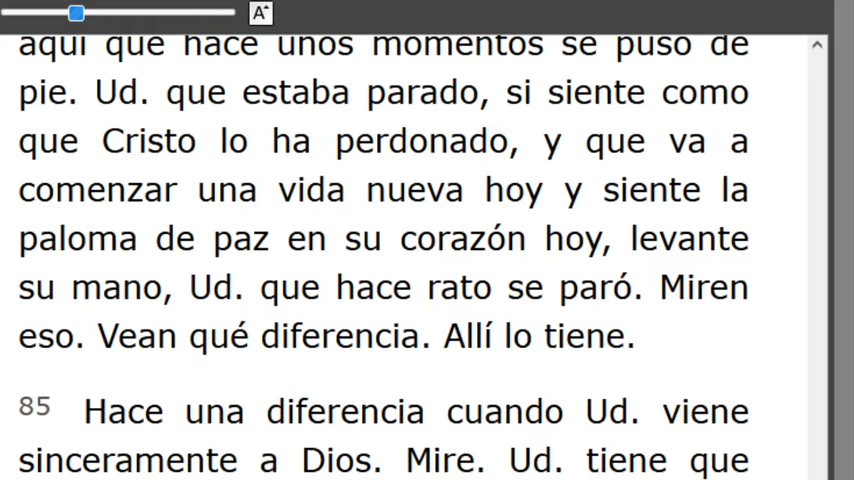 A
aquí que hace unos momentos se puso de
pie. Ud. que estaba parado, si siente como
que Cristo lo ha perdonado, y que va a
comenzar una vida nueva hoy y siente la
paloma de paz en su corazón hoy, levante
su mano, Ud. que hace rato se paró. Miren
eso. Vean qué diferencia. Allí lo tiene.
85 Hace una diferencia cuando Ud. viene
sinceramente a Dios. Mire. Ud. tiene que